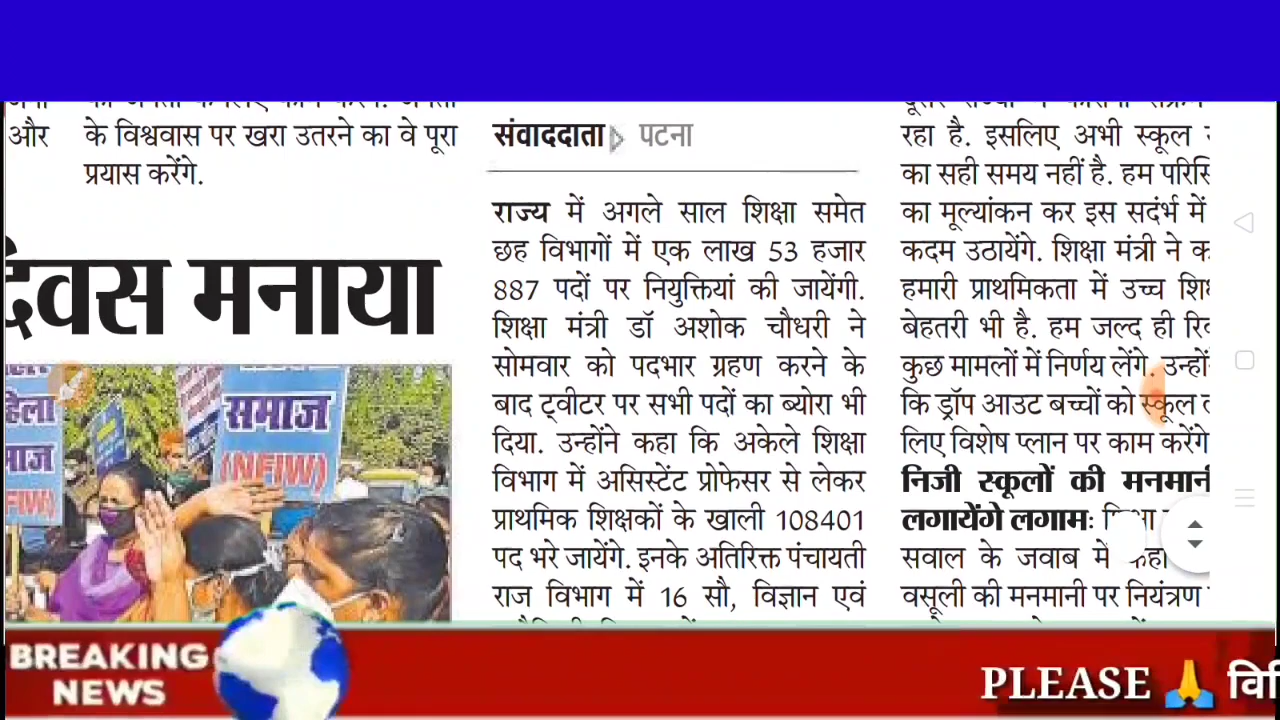 और
के विश्ववास पर खरा उतरने का वे पूरा
प्रयास करेंगे.
दिवस मनाया
हिला
समाज
(NFIW)
समाज
(NFIW)
संवाददाता पटना
राज्य में अगले साल शिक्षा समेत
छह विभागों में एक लाख 53 हजार
887 पदों पर नियुक्तियां की जायेंगी.
शिक्षा मंत्री डॉ अशोक चौधरी ने
सोमवार को पदभार ग्रहण करने के
बाद ट्वीटर पर सभी पदों का ब्योरा भी
दिया. उन्होंने कहा कि अकेले शिक्षा
विभाग में असिस्टेंट प्रोफेसर से लेकर
प्राथमिक शिक्षकों के खाली 108401
पद भरे जायेंगे. इनके अतिरिक्त पंचायती
राज विभाग में 16 सौ, विज्ञान एवं
रहा है. इसलिए अभी स्कूल
का सही समय नहीं है. हम
का मूल्यांकन कर इस सदर्भ में
कदम उठायेंगे. शिक्षा मंत्री ने
हमारी प्राथमिकता में उच्च
बेहतरी भी है. हम जल्द ही
कुछ मामलों में निर्णय लेंगे.
कि ड्रॉप आउट बच्चों को स्कूल
लिए विशेष प्लान पर काम करेंगे
निजी स्कूलों की मनमानी
लगायेंगे लगाम:
सवाल के जवाब में
वसूली की मनमानी पर नियंत्रण
BREAKING
NEWS
PLEASE 🙏